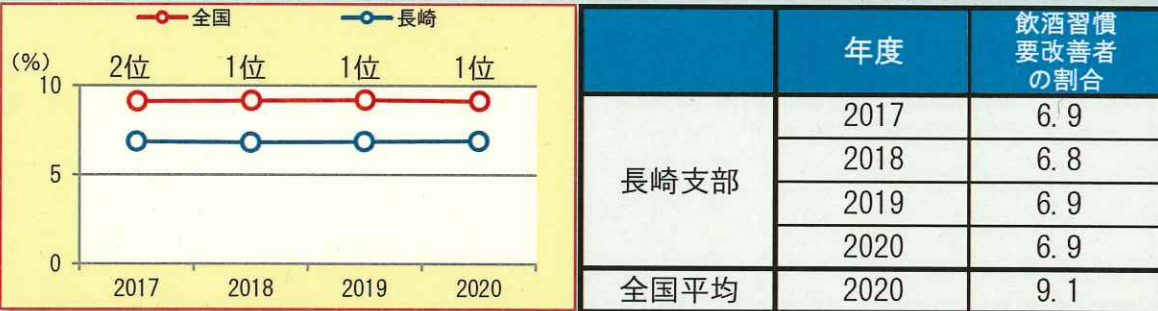 全国 長崎
(%)
2位 1位 1位 1位
10
5
0
2017 2018 2019 2020
年度 飲酒習慣
要改善者
の割合
長崎支部
2017 6.9
2018 6.8
2019 6.9
2020 6.9
全国平均 2020 9.1